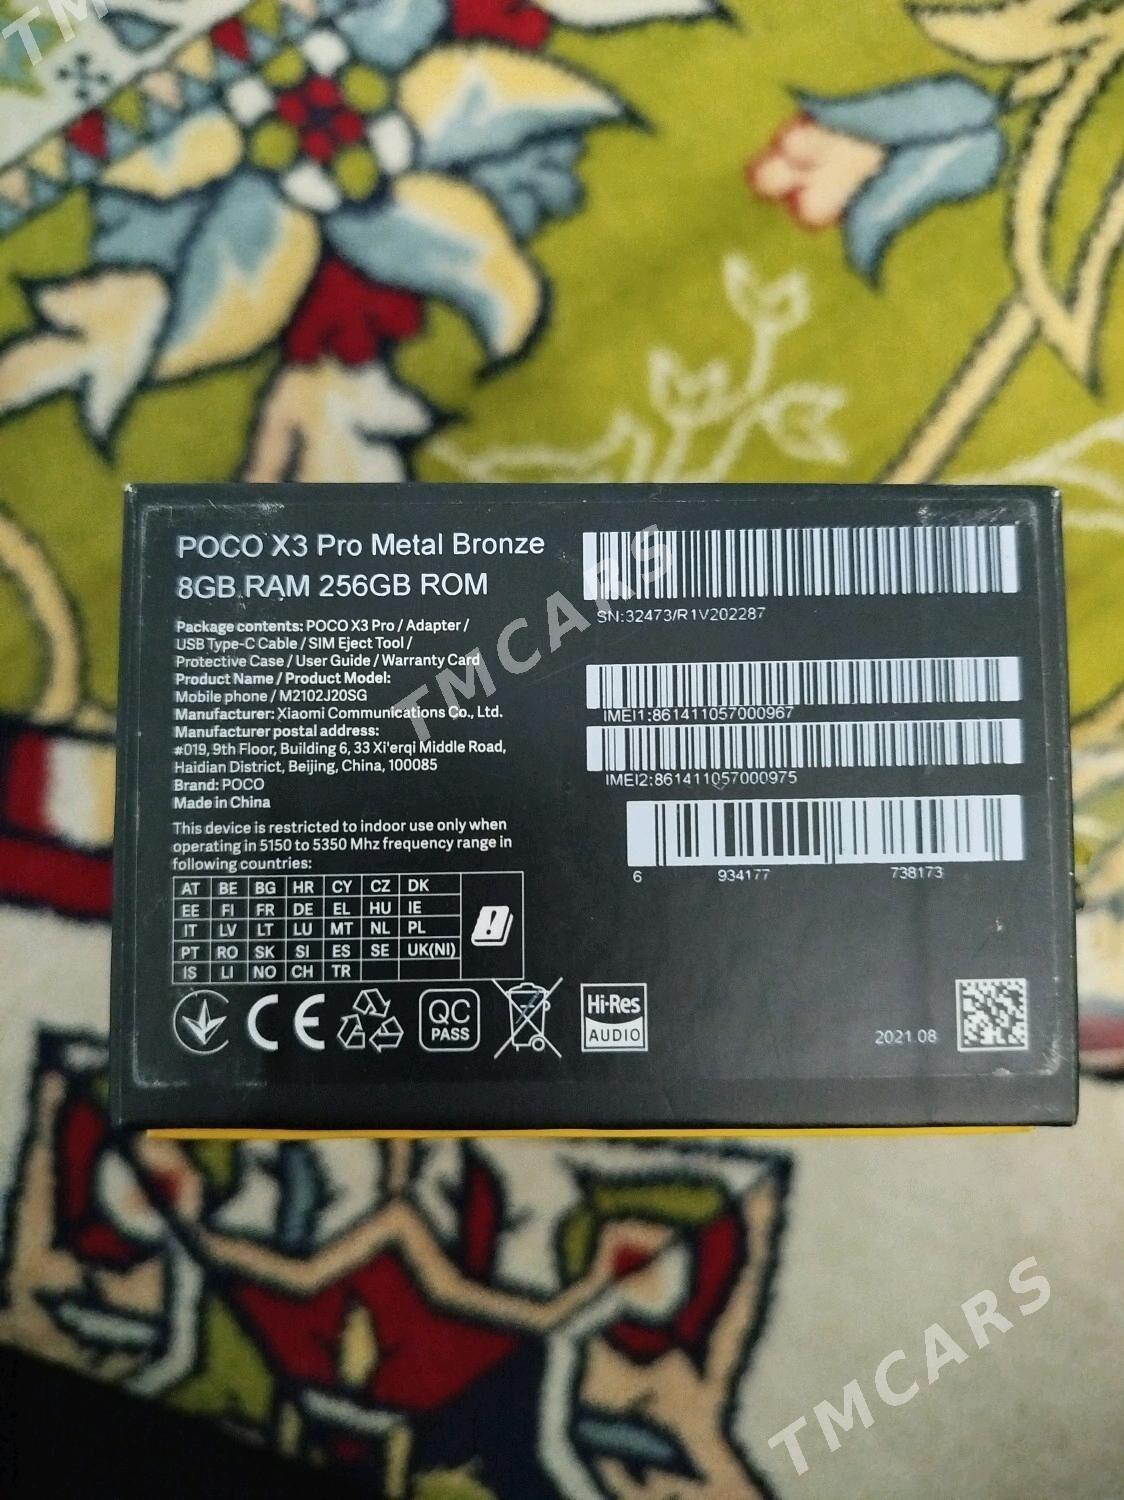 TM
POCO X3 Pro Metal Bronze
8GB RAM 256GB ROM
Package contents: POCO X3 Pro / Adapter /
USB Type-C Cable / SIM Eject Tool /
Protective Case / User Guide / Warranty Card
Product Name / Product Model:
Mobile phone / M2102J20SG
Manufacturer: Xiaomi Communications Co., Ltd.
Manufacturer postal address:
#019, 9th Floor, Building 6, 33 Xi'erqi Middle Road,
Haidian District, Beijing, China, 100085
Brand: POCO
Made in China
This device is restricted to indoor use only when
operating in 5150 to 5350 Mhz frequency range in
following countries:
AT BE BG HR CY CZ DK
EE FI FR DE EL HU IE
IT LV LT LU MT NL PL
PT RO SK SI ES SE UK(NI)
IS LI NO CH TR
CE
QC
PASS
Hi-Res
AUDIO
SN:32473/R1V202287
IMEI1:861411057000967
IMEI2:861411057000975
6 934177 738173
2021.08
TMCARS
TMCARS